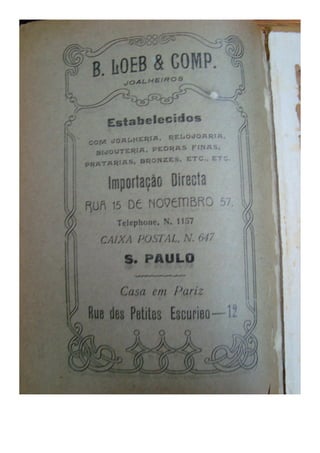 B. LOEB & COMP.
JOALHEIROS
Estabelecidos
COM JOALHERIA, RELOJOARIA,
BIJOUTERIA, PEDRAS FINAS,
PRATARIAS, BRONZES, ETC., ETC.
Importação Directa
RUA 15 DE NOVEMBRO 57,
Telephone, N. 1157
CAIXA POSTAL, N. 647
S. PAULO
Casa em Pariz
Rue des Petites Escuries—12